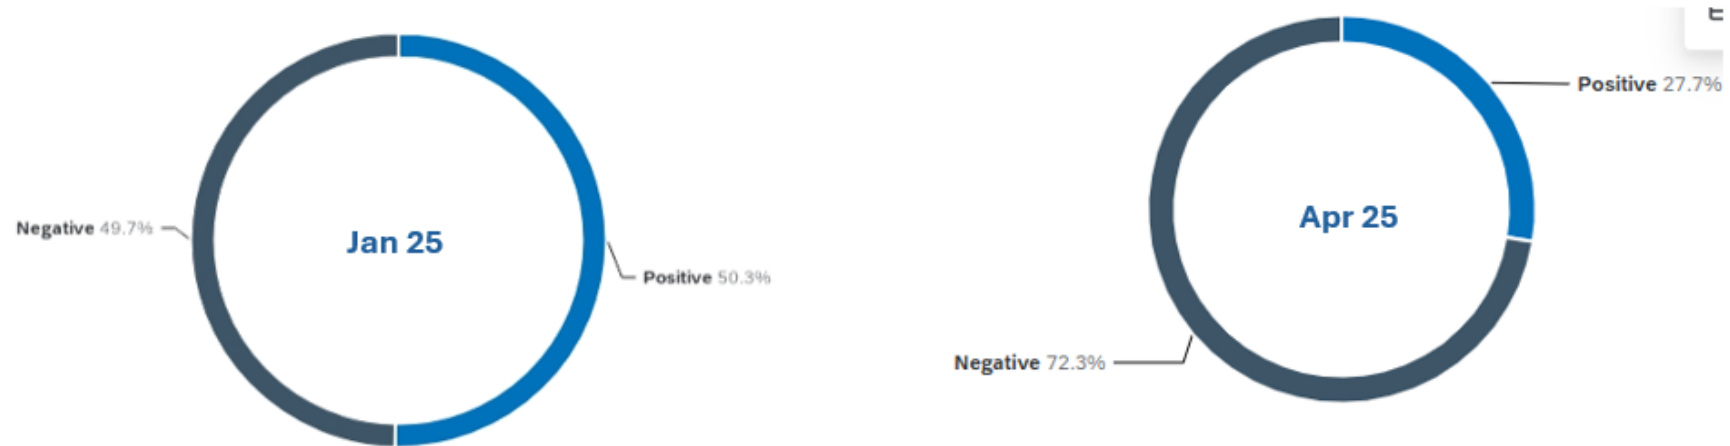 Negative 49.7%
Jan 25
Positive 50.3%
Positive 27.7%
Apr 25
Negative 72.3%